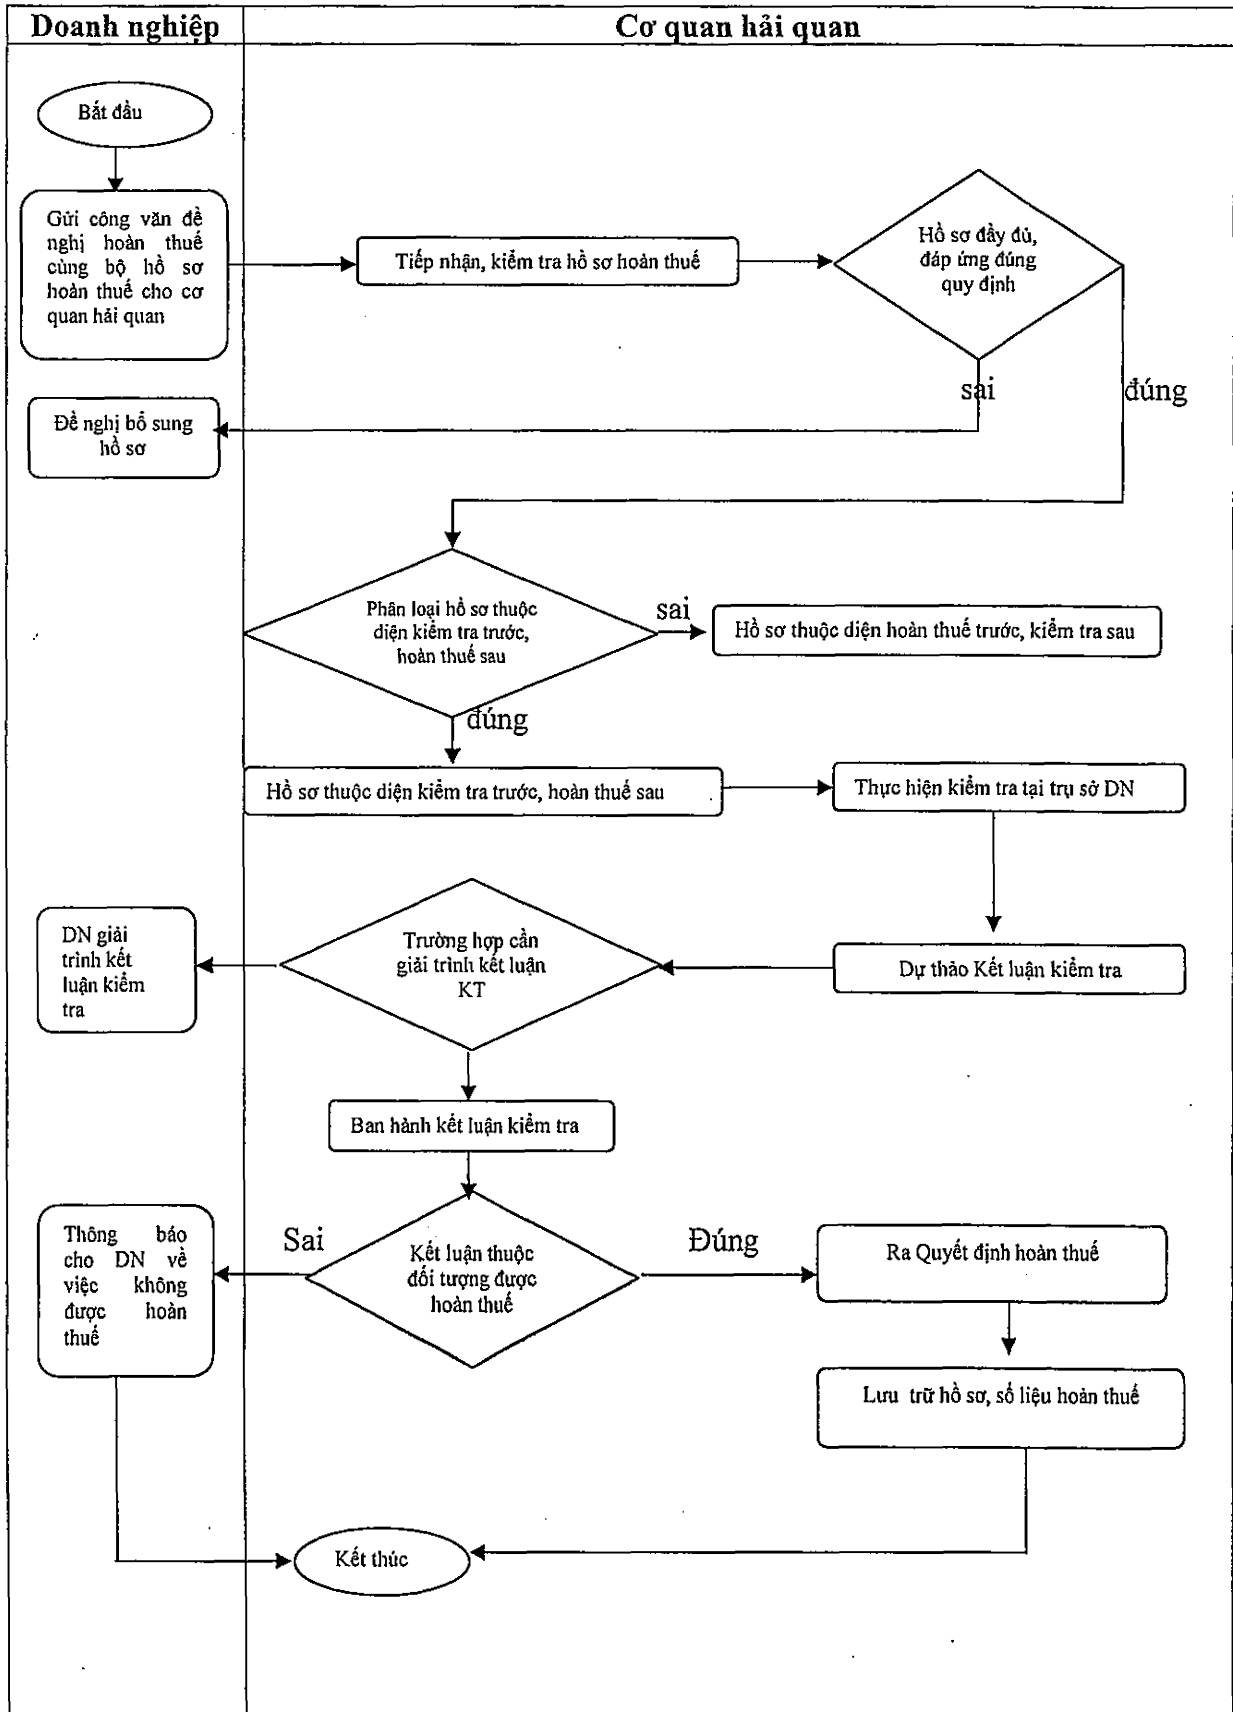 Doanh nghiệp
Cơ quan hải quan
Bắt đầu
Gửi công văn đề
nghị hoàn thuế
cùng bộ hồ sơ
hoàn thuế cho cơ
quan hải quan
Tiếp nhận, kiểm tra hồ sơ hoàn thuế
Hồ sơ đầy đủ,
đáp ứng đúng
quy định
sai
đúng
Đề nghị bổ sung
hồ sơ
Phân loại hồ sơ thuộc
diện kiểm tra trước,
hoàn thuế sau
sai
Hồ sơ thuộc diện hoàn thuế trước, kiểm tra sau
đúng
Hồ sơ thuộc diện kiểm tra trước, hoàn thuế sau
Thực hiện kiểm tra tại trụ sở DN
DN giải
trình kết
luận kiểm
tra
Trường hợp cần
giải trình kết luận
KT
Dự thảo Kết luận kiểm tra
Ban hành kết luận kiểm tra
Thông báo
cho DN về
việc không
được hoàn
thuế
Sai
Kết luận thuộc
đối tượng được
hoàn thuế
Đúng
Ra Quyết định hoàn thuế
Lưu trữ hồ sơ, số liệu hoàn thuế
Kết thúc